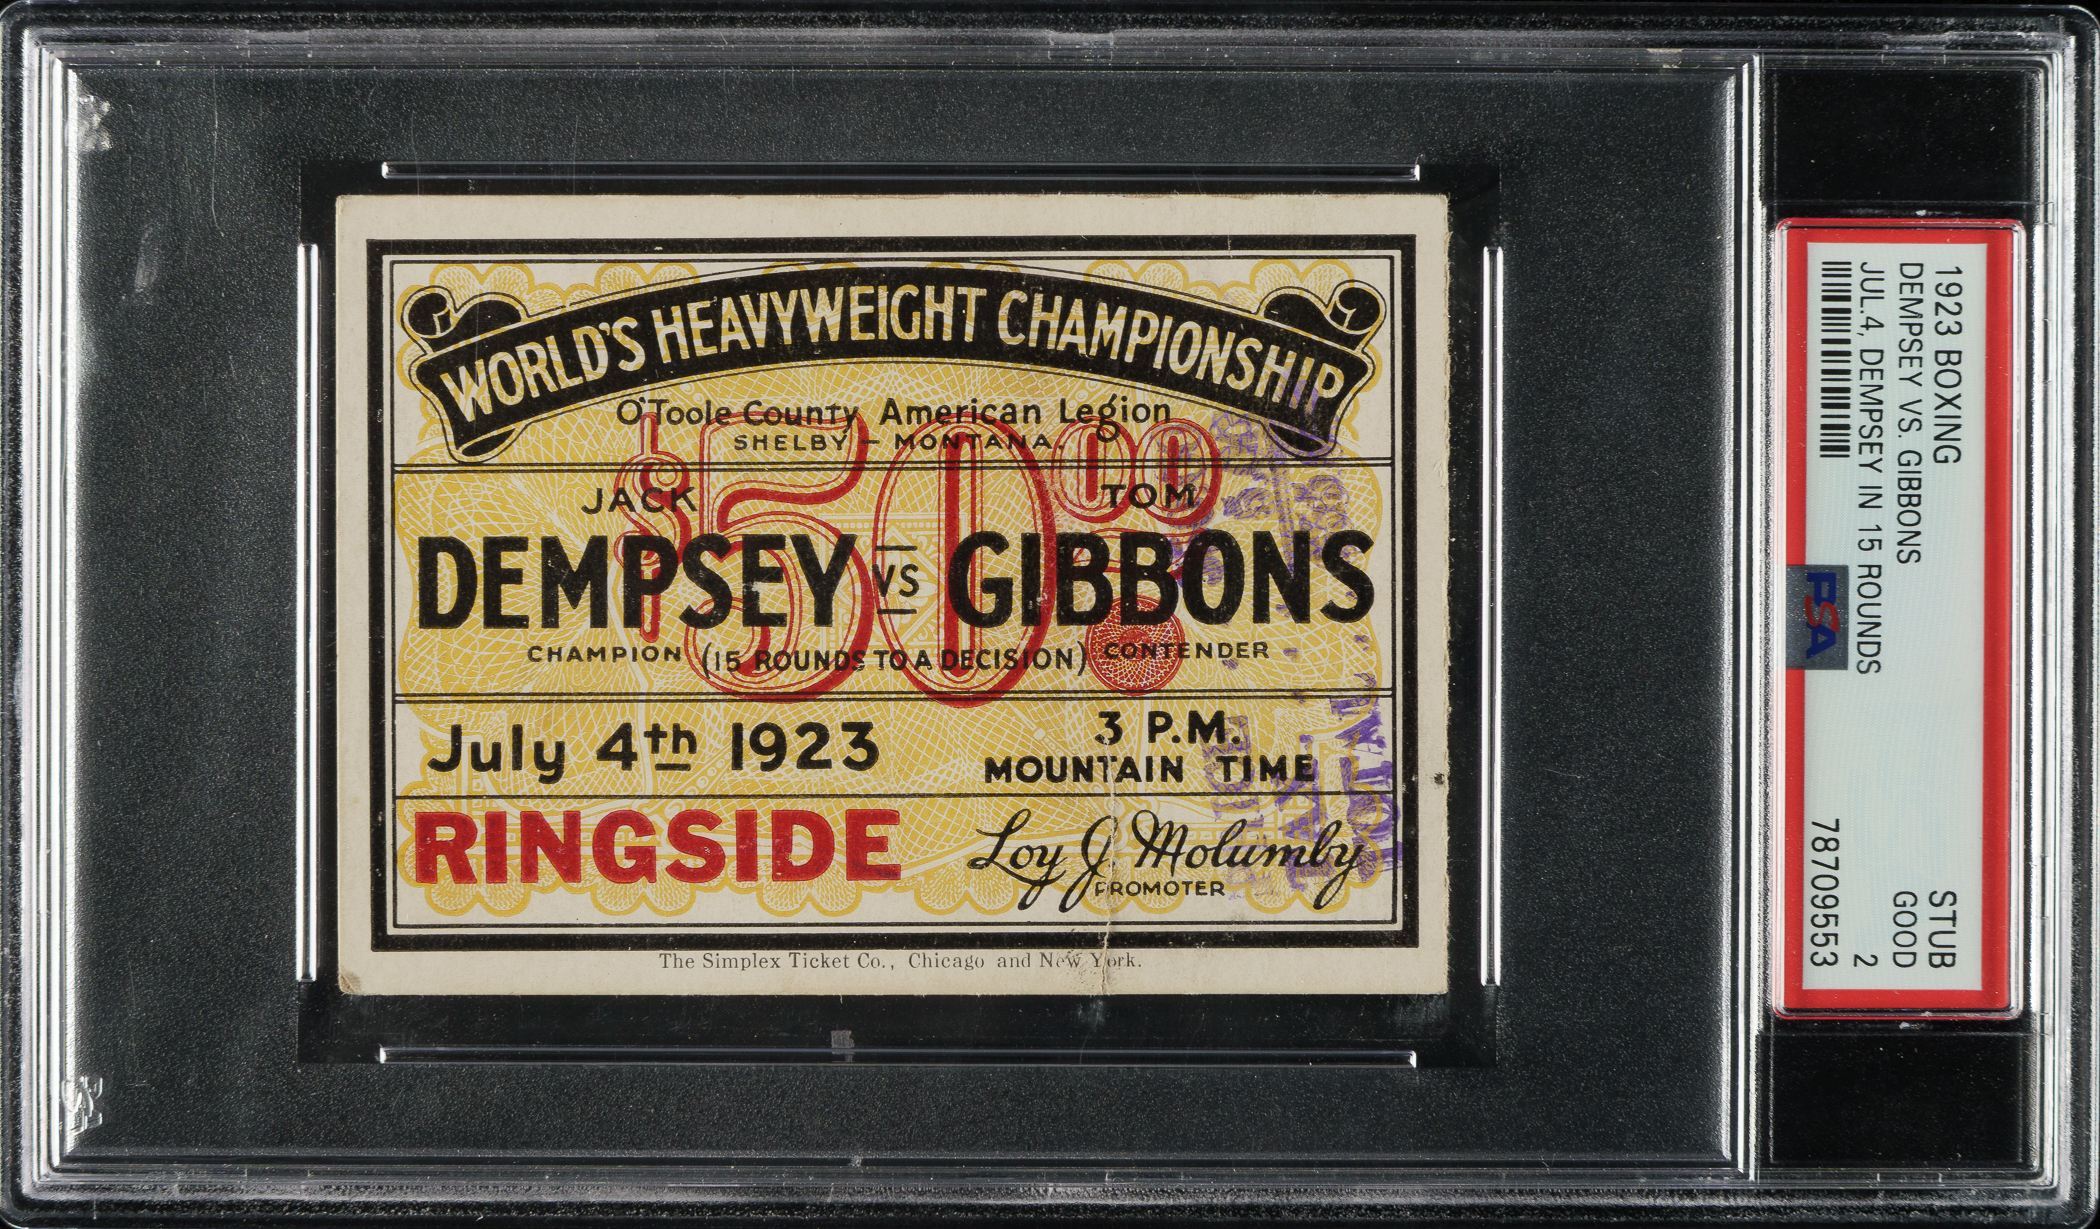 WORLD'S HEAVYWEIGHT CHAMPIONSHIP
O'Toole County American Legion
SHELBY – MONTANA.
$50.00
JACK
TOM
DEMPSEY VS GIBBONS
CHAMPION (15 ROUNDS TO A DECISION) CONTENDER
July 4th 1923
3 P.M.
MOUNTAIN TIME
RINGSIDE
Loy J. Molumby
PROMOTER
The Simplex Ticket Co., Chicago and New York.
1923 BOXING STUB
DEMPSEY VS. GIBBONS GOOD
JUL.4, DEMPSEY IN 15 ROUNDS 2
78709553
PSA